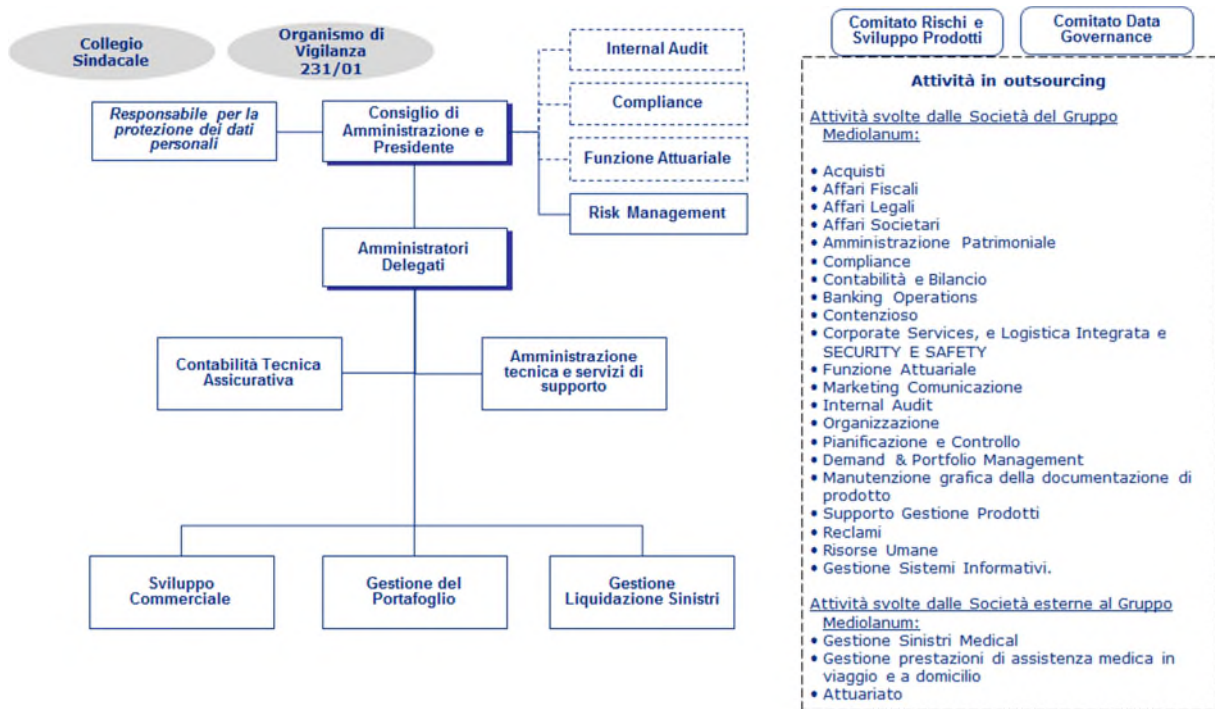 Collegio
Sindacale
Organismo di
Vigilanza
231/01
Responsabile per la
protezione dei dati
personali
Consiglio di
Amministrazione e
Presidente
Internal Audit
Compliance
Funzione Attuariale
Risk Management
Amministratori
Delegati
Contabilità Tecnica
Assicurativa
Amministrazione
tecnica e servizi di
supporto
Sviluppo
Commerciale
Gestione del
Portafoglio
Gestione
Liquidazione Sinistri
Comitato Rischi e
Sviluppo Prodotti
Comitato Data
Governance
Attività in outsourcing
Attività svolte dalle Società del Gruppo
Mediolanum:
• Acquisti
• Affari Fiscali
• Affari Legali
• Affari Societari
• Amministrazione Patrimoniale
• Compliance
• Contabilità e Bilancio
• Banking Operations
• Contenzioso
• Corporate Services, e Logistica Integrata e
SECURITY E SAFETY
• Funzione Attuariale
• Marketing Comunicazione
• Internal Audit
• Organizzazione
• Pianificazione e Controllo
• Demand & Portfolio Management
• Manutenzione grafica della documentazione di
prodotto
• Supporto Gestione Prodotti
• Reclami
• Risorse Umane
• Gestione Sistemi Informativi.
Attività svolte dalle Società esterne al Gruppo
Mediolanum:
• Gestione Sinistri Medical
• Gestione prestazioni di assistenza medica in
viaggio e a domicilio
• Attuariato